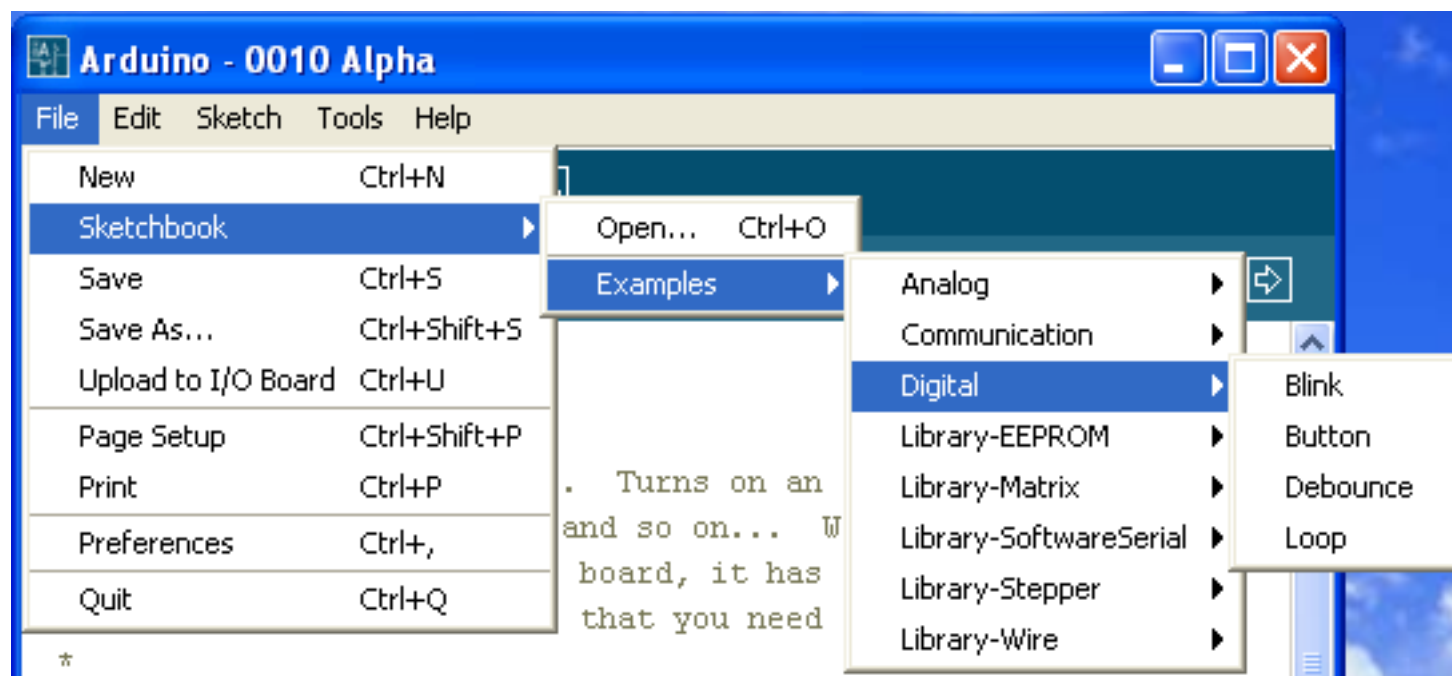 Arduino - 0010 Alpha
File Edit Sketch Tools Help
New Ctrl+N
Sketchbook
Save Ctrl+S
Save As... Ctrl+Shift+S
Upload to I/O Board Ctrl+U
Page Setup Ctrl+Shift+P
Print Ctrl+P
Preferences Ctrl+,
Quit Ctrl+Q
Open... Ctrl+O
Examples
Analog
Communication
Digital
Library-EEPROM
Library-Matrix
Library-SoftwareSerial
Library-Stepper
Library-Wire
Blink
Button
Debounce
Loop
. Turns on an
and so on... W
board, it has
that you need
*